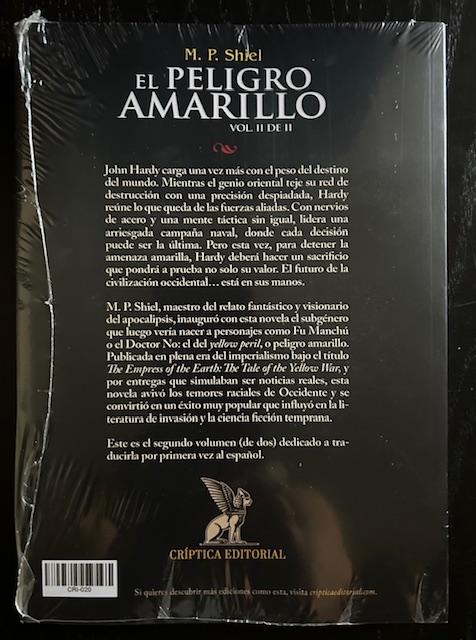 M. P. Shiel
EL PELIGRO
AMARILLO
VOL. II DE II
John Hardy carga una vez más con el peso del destino
del mundo. Mientras el genio oriental teje su red de
destrucción con una precisión despiadada, Hardy
reúne lo que queda de las fuerzas aliadas. Con nervios
de acero y una mente táctica sin igual, lidera una
arriesgada campaña naval, donde cada decisión
puede ser la última. Pero esta vez, para detener la
amenaza amarilla, Hardy deberá hacer un sacrificio
que pondrá a prueba no solo su valor. El futuro de la
civilización occidental… está en sus manos.
M. P. Shiel, maestro del relato fantástico y visionario
del apocalipsis, inauguró con esta novela el subgénero
que luego vería nacer a personajes como Fu Manchú
o el Doctor No: el del yellow peril, o peligro amarillo.
Publicada en plena era del imperialismo bajo el título
The Empress of the Earth: The Tale of the Yellow War, y
por entregas que simulaban ser noticias reales, esta
novela avivó los temores raciales de Occidente y se
convirtió en un éxito muy popular que influyó en la li-
teratura de invasión y la ciencia ficción temprana.
Este es el segundo volumen (de dos) dedicado a tra-
ducirla por primera vez al español.
CRÍPTICA EDITORIAL
CRI-020
Si quieres descubrir más ediciones como esta, visita cripticaeditorial.com.